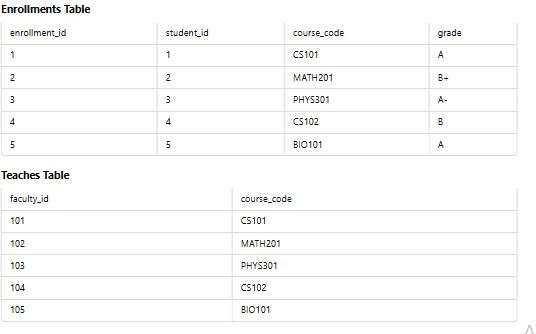 Enrollments Table
enrollment_id student_id course_code grade
1 1 CS101 A
2 2 MATH201 B+
3 3 PHYS301 A-
4 4 CS102 B
5 5 BIO101 A
Teaches Table
faculty_id course_code
101 CS101
102 MATH201
103 PHYS301
104 CS102
105 BIO101